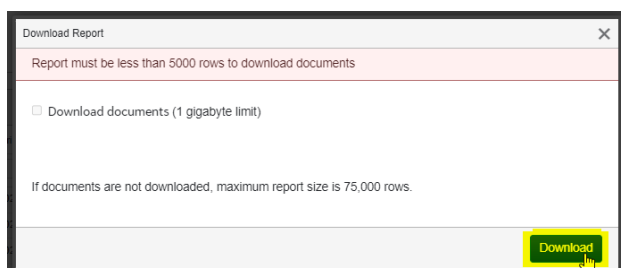 Download Report
Report must be less than 5000 rows to download documents
Download documents (1 gigabyte limit)
If documents are not downloaded, maximum report size is 75,000 rows.
Download